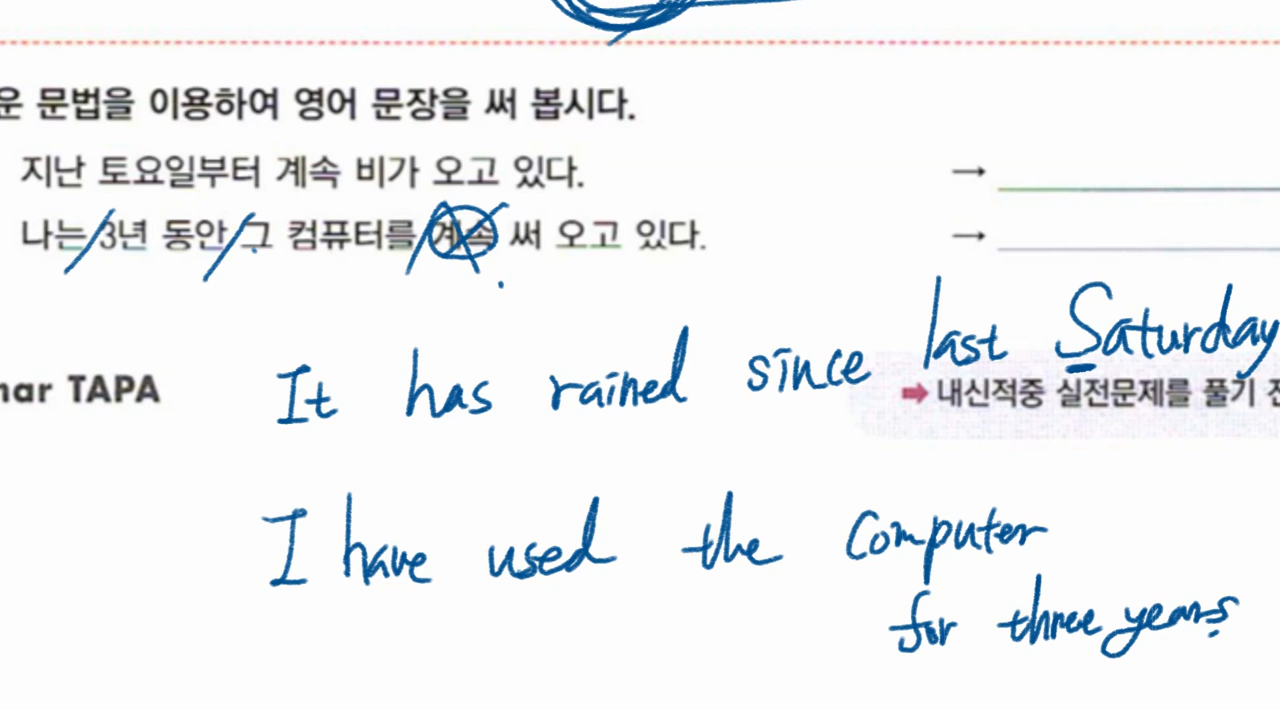 운 문법을 이용하여 영어 문장을 써 봅시다.
지난 토요일부터 계속 비가 오고 있다. →
나는 3년 동안 그 컴퓨터를 계속 써 오고 있다. →
It has rained since last Saturday
mar TAPA
➡ 내신적중 실전문제를 풀기 전
I have used the computer
for three years